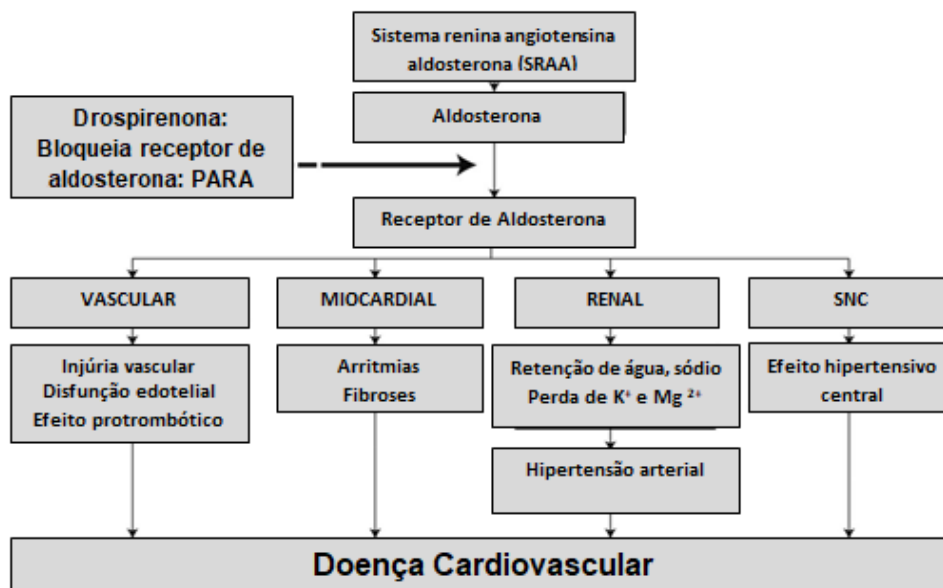 Sistema renina angiotensina
aldosterona (SRAA)
Aldosterona
Drospirenona:
Bloqueia receptor de
aldosterona: PARA
Receptor de Aldosterona
VASCULAR
MIOCARDIAL
RENAL
SNC
Injúria vascular
Disfunção edotelial
Efeito protrombótico
Arritmias
Fibroses
Retenção de água, sódio
Perda de K⁺ e Mg ²⁺
Efeito hipertensivo
central
Hipertensão arterial
Doença Cardiovascular